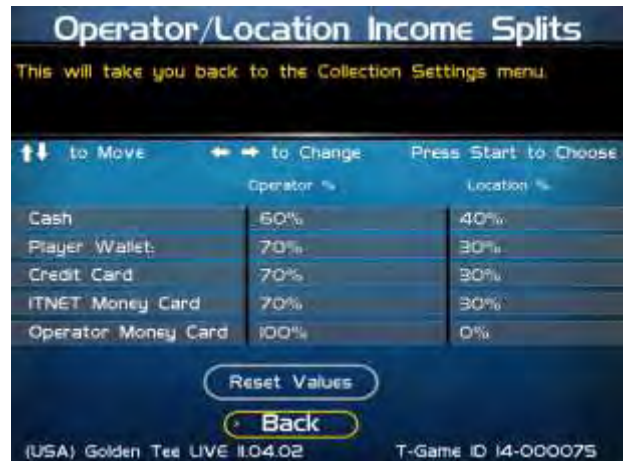 Operator/Location Income Splits
This will take you back to the Collection Settings menu.
to Move to Change Press Start to Choose
Operator % Location %
Cash 60% 40%
Player Wallet: 70% 30%
Credit Card 70% 30%
ITNET Money Card 70% 30%
Operator Money Card 100% 0%
Reset Values
Back
(USA) Golden Tee LIVE 11.04.02 T-Game ID 14-000075